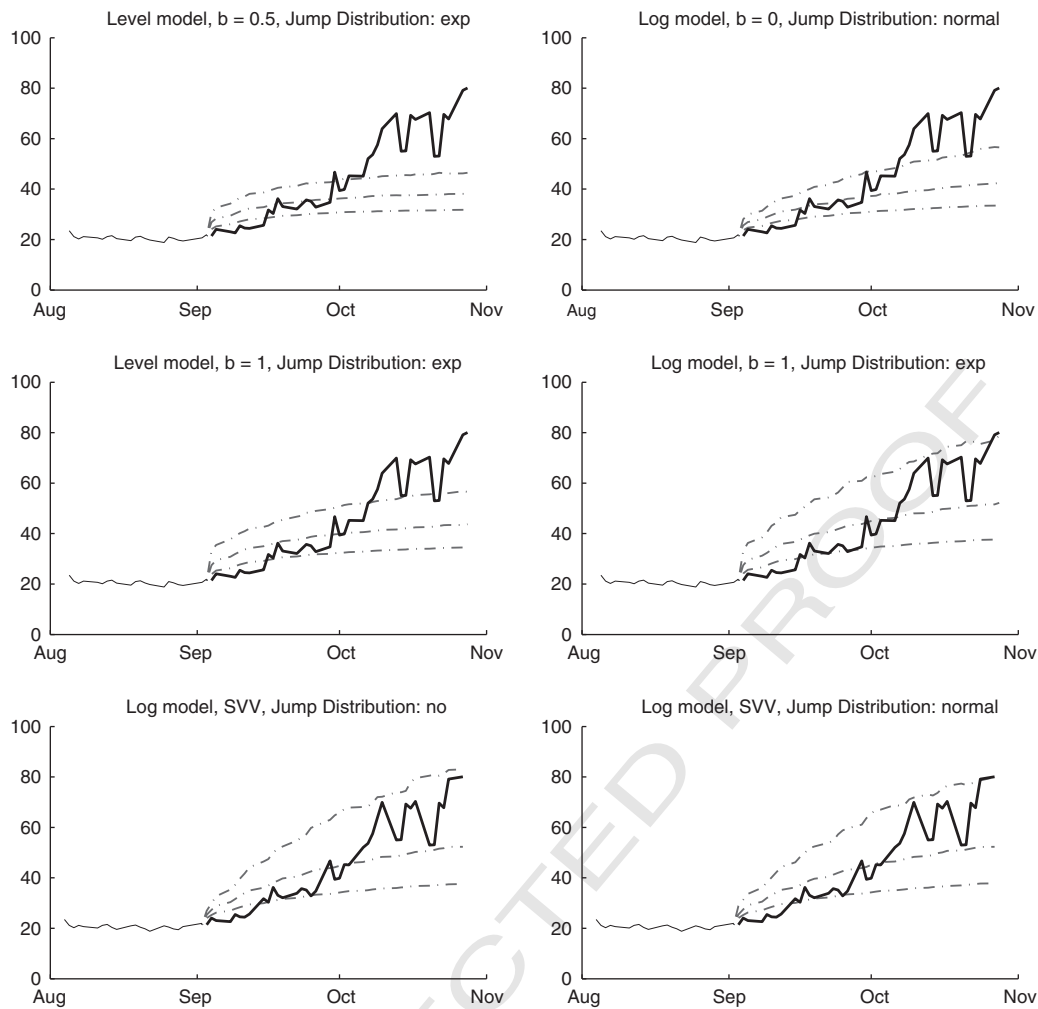 Level model, b = 0.5, Jump Distribution: exp
100
80
60
40
20
0
Aug
Sep
Oct
Nov
Log model, b = 0, Jump Distribution: normal
100
80
60
40
20
0
Aug
Sep
Oct
Nov
Level model, b = 1, Jump Distribution: exp
100
80
60
40
20
0
Aug
Sep
Oct
Nov
Log model, b = 1, Jump Distribution: exp
100
80
60
40
20
0
Aug
Sep
Oct
Nov
Log model, SVV, Jump Distribution: no
100
80
60
40
20
0
Aug
Sep
Oct
Nov
Log model, SVV, Jump Distribution: normal
100
80
60
40
20
0
Aug
Sep
Oct
Nov
ECTED PROOF